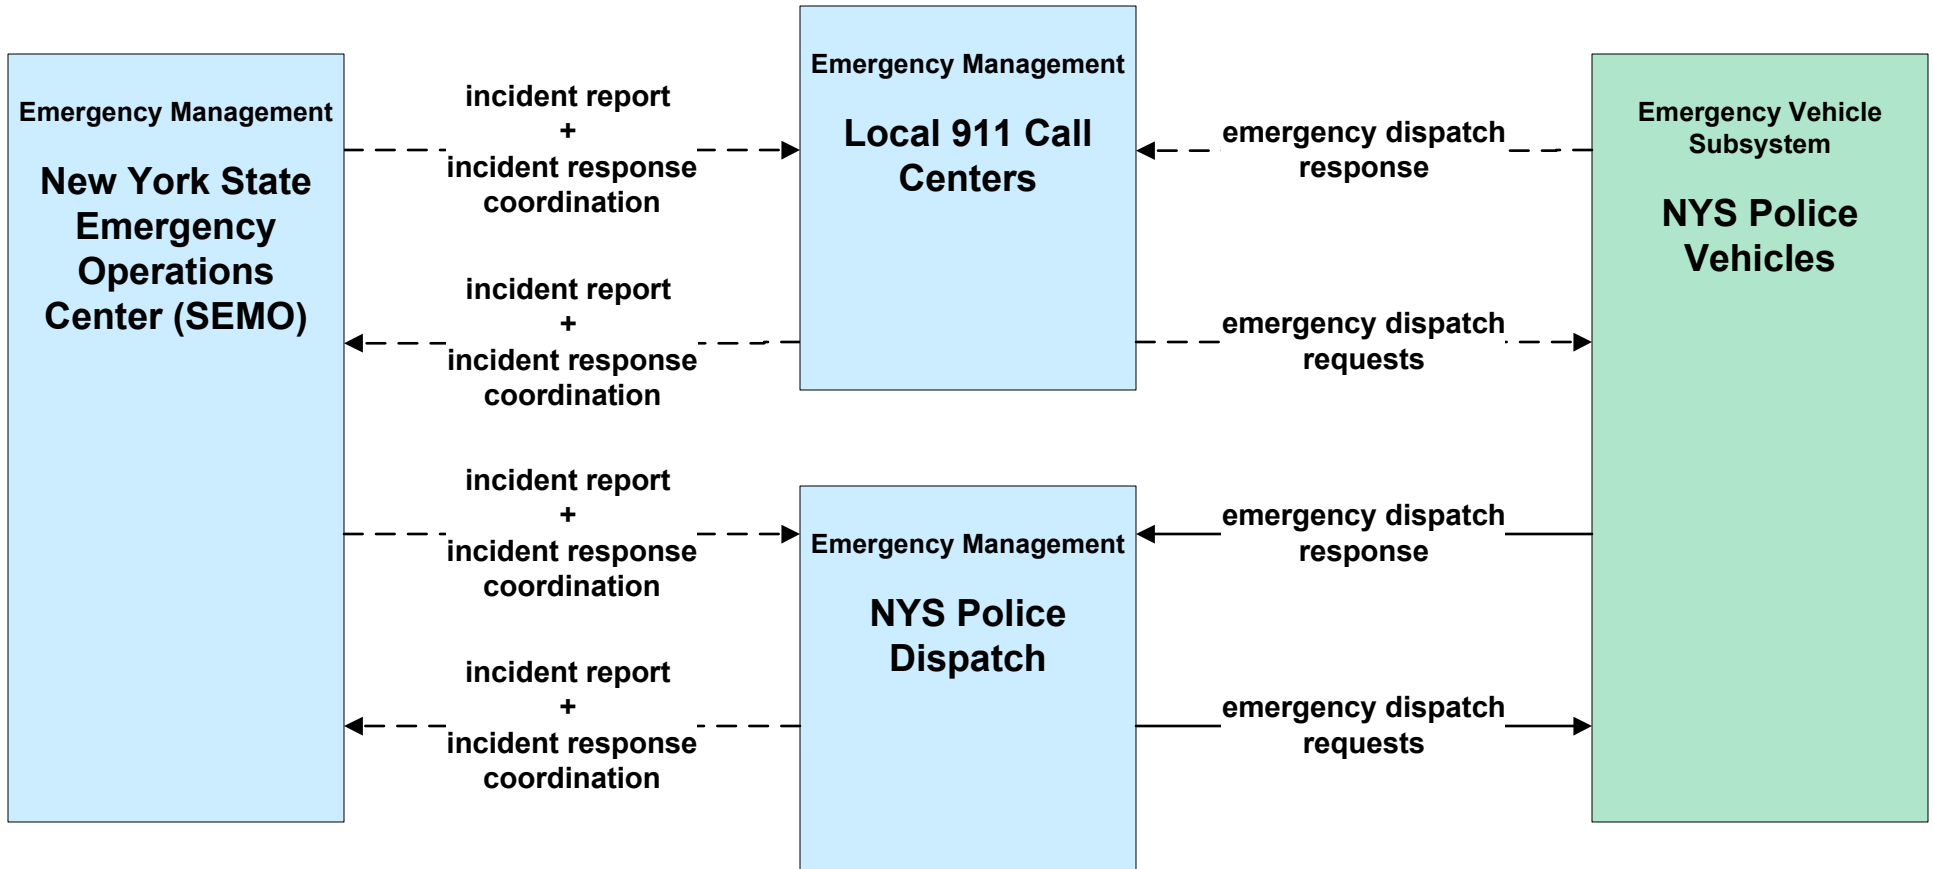 Emergency Management
New York State
Emergency
Operations
Center (SEMO)
incident report
+
incident response
coordination
incident report
+
incident response
coordination
incident report
+
incident response
coordination
incident report
+
incident response
coordination
Emergency Management
Local 911 Call
Centers
Emergency Management
NYS Police
Dispatch
emergency dispatch
response
emergency dispatch
requests
emergency dispatch
response
emergency dispatch
requests
Emergency Vehicle
Subsystem
NYS Police
Vehicles